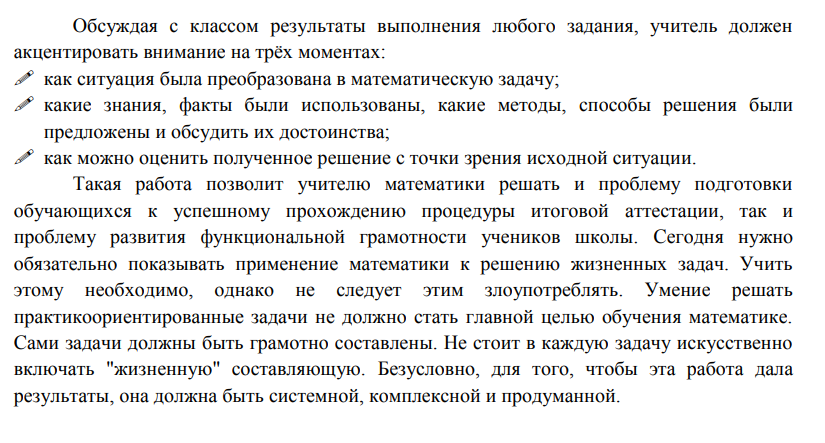 Обсуждая с классом результаты выполнения любого задания, учитель должен
акцентировать внимание на трёх моментах:
как ситуация была преобразована в математическую задачу;
какие знания, факты были использованы, какие методы, способы решения были
предложены и обсудить их достоинства;
как можно оценить полученное решение с точки зрения исходной ситуации.
Такая работа позволит учителю математики решать и проблему подготовки
обучающихся к успешному прохождению процедуры итоговой аттестации, так и
проблему развития функциональной грамотности учеников школы. Сегодня нужно
обязательно показывать применение математики к решению жизненных задач. Учить
этому необходимо, однако не следует этим злоупотреблять. Умение решать
практикоориентированные задачи не должно стать главной целью обучения математике.
Сами задачи должны быть грамотно составлены. Не стоит в каждую задачу искусственно
включать "жизненную" составляющую. Безусловно, для того, чтобы эта работа дала
результаты, она должна быть системной, комплексной и продуманной.